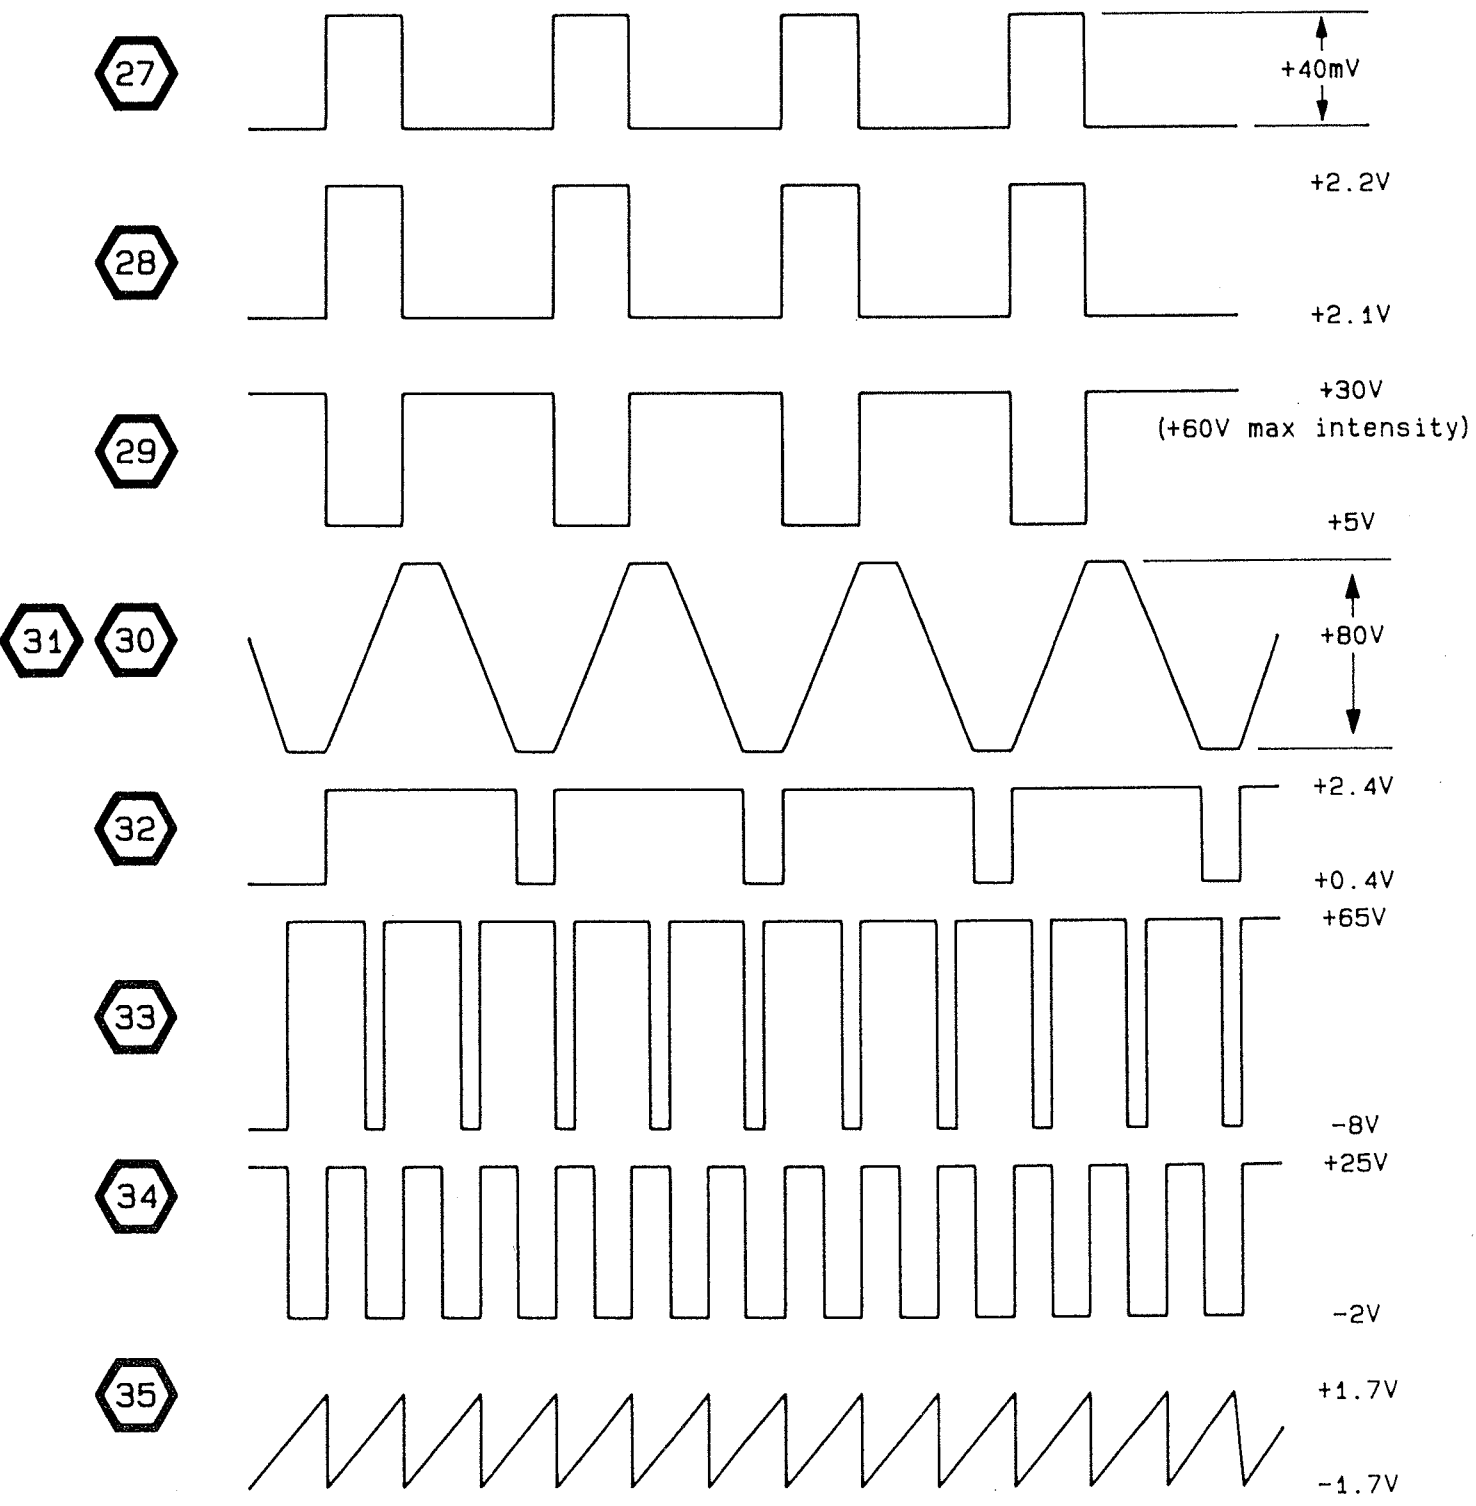 27
+40mV
+2.2V
28
+2.1V
+30V
(+60V max intensity)
29
+5V
31 30
+80V
+2.4V
32
+0.4V
+65V
33
-8V
+25V
34
-2V
35
+1.7V
-1.7V